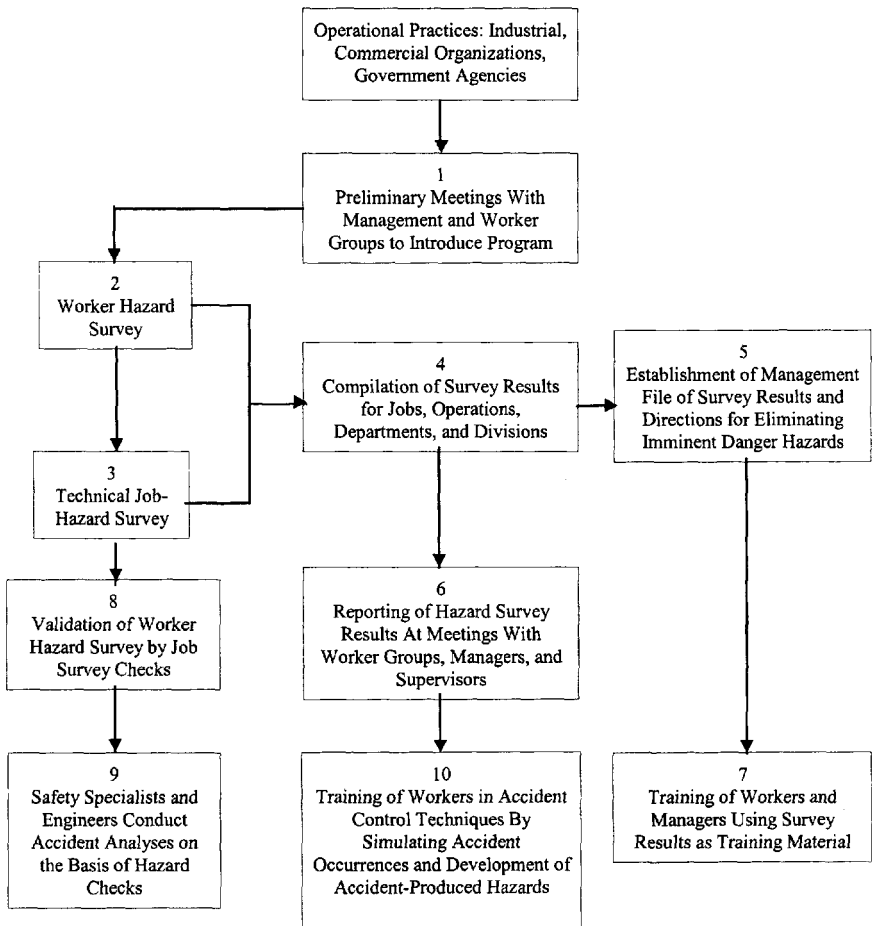 Operational Practices: Industrial,
Commercial Organizations,
Government Agencies
1
Preliminary Meetings With
Management and Worker
Groups to Introduce Program
2
Worker Hazard
Survey
3
Technical Job-
Hazard Survey
4
Compilation of Survey Results
for Jobs, Operations,
Departments, and Divisions
5
Establishment of Management
File of Survey Results and
Directions for Eliminating
Imminent Danger Hazards
8
Validation of Worker
Hazard Survey by Job
Survey Checks
6
Reporting of Hazard Survey
Results At Meetings With
Worker Groups, Managers, and
Supervisors
9
Safety Specialists and
Engineers Conduct
Accident Analyses on
the Basis of Hazard
Checks
10
Training of Workers in Accident
Control Techniques By
Simulating Accident
Occurrences and Development of
Accident-Produced Hazards
7
Training of Workers and
Managers Using Survey
Results as Training Material